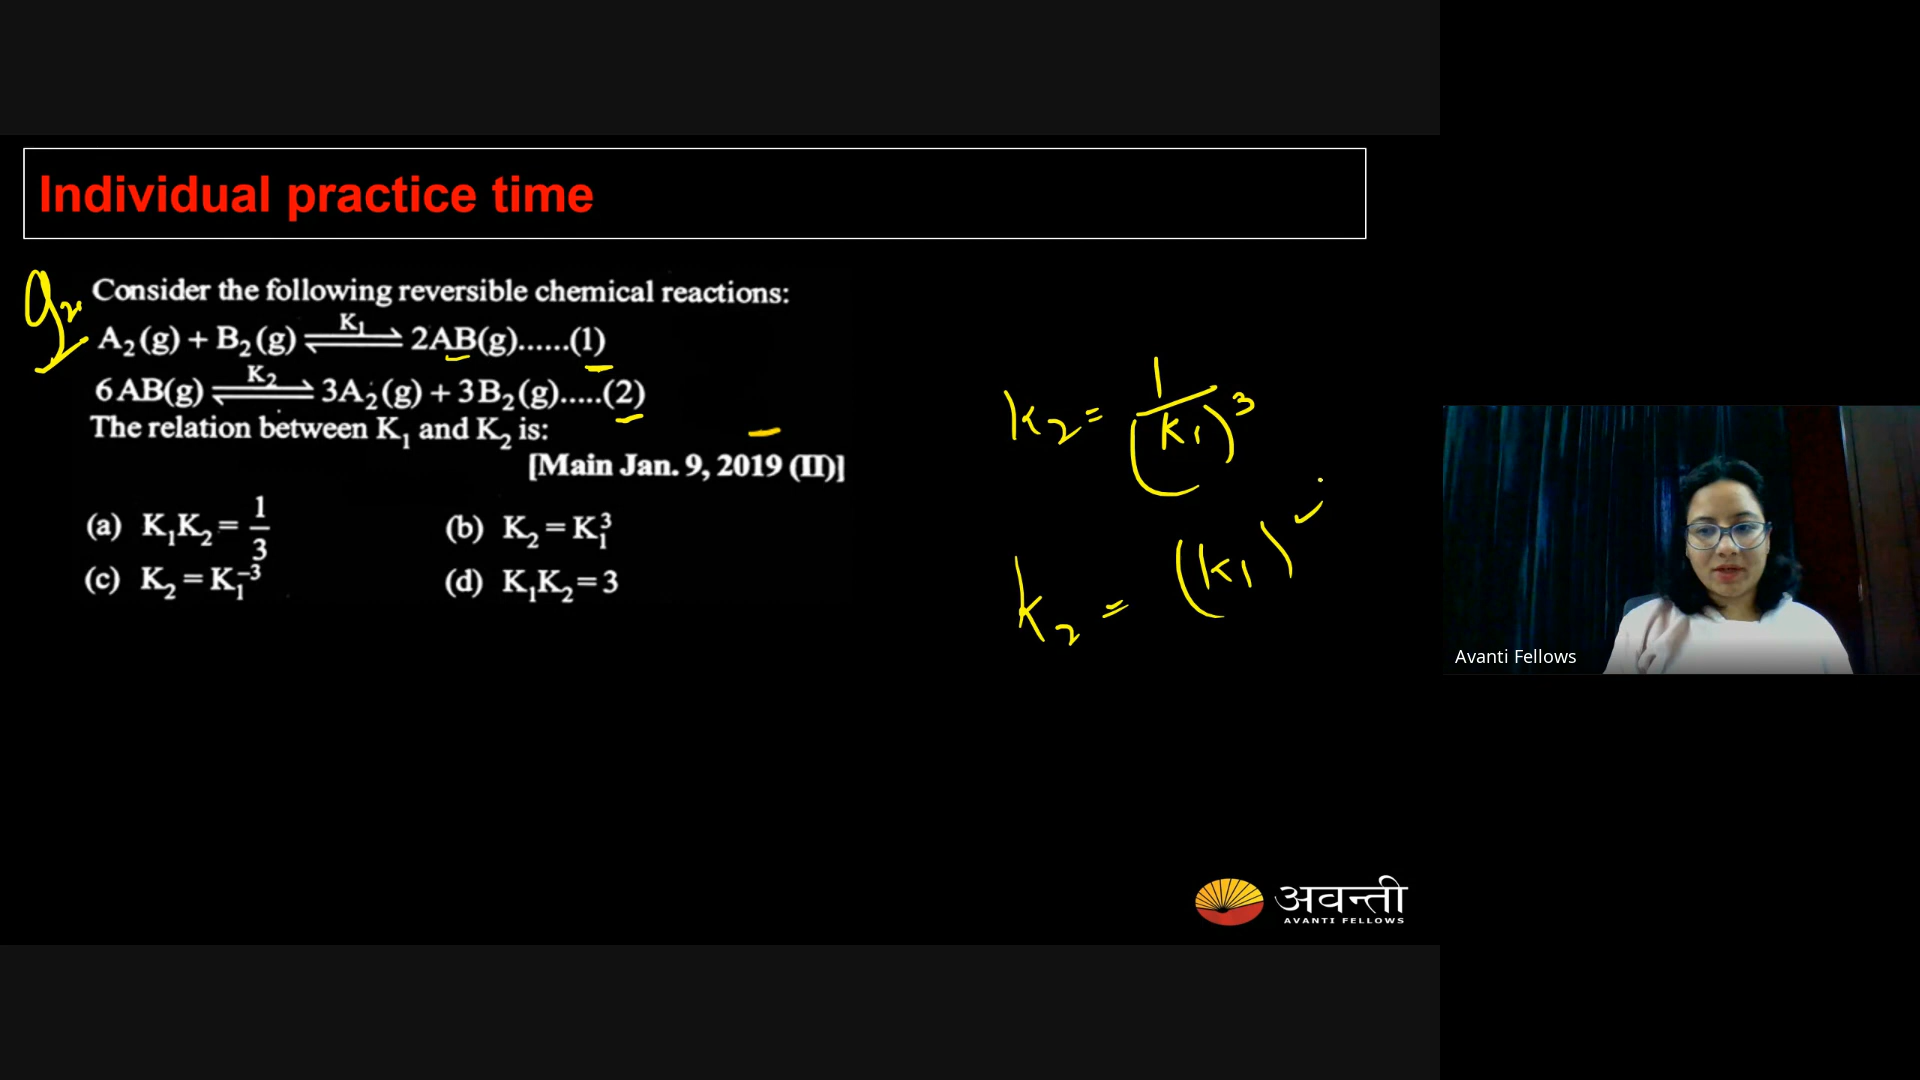 Individual practice time
Q2.
Consider the following reversible chemical reactions:
A₂(g) + B₂(g) ⇌ 2AB(g)......(1)
K₁
6 AB(g) ⇌ 3A₂(g) + 3B₂(g).....(2)
K₂
The relation between K₁ and K₂ is:
[Main Jan. 9, 2019 (II)]
(a) K₁K₂ = 1/3
(b) K₂ = K₁³
(c) K₂ = K₁⁻³
(d) K₁K₂ = 3
K₂ = 1/(K₁)³
K₂ = (K₁)
Avanti Fellows
अवन्ती
AVANTI FELLOWS